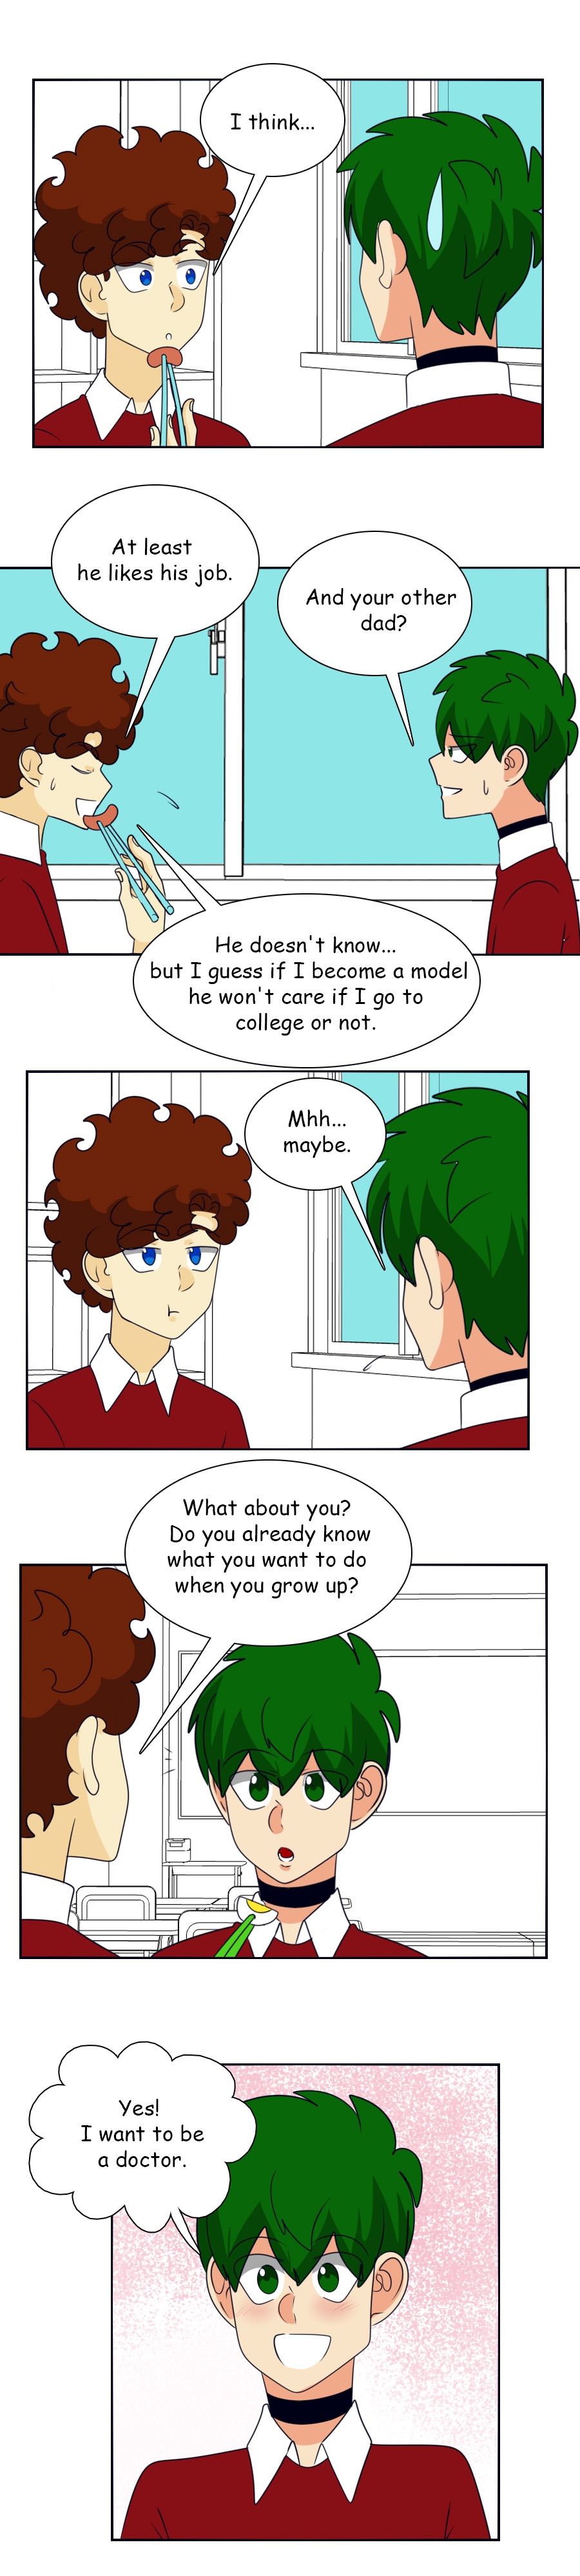 I think...
At least
he likes his job.
And your other
dad?
He doesn't know...
but I guess if I become a model
he won't care if I go to
college or not.
Mhh...
maybe.
What about you?
Do you already know
what you want to do
when you grow up?
Yes!
I want to be
a doctor.